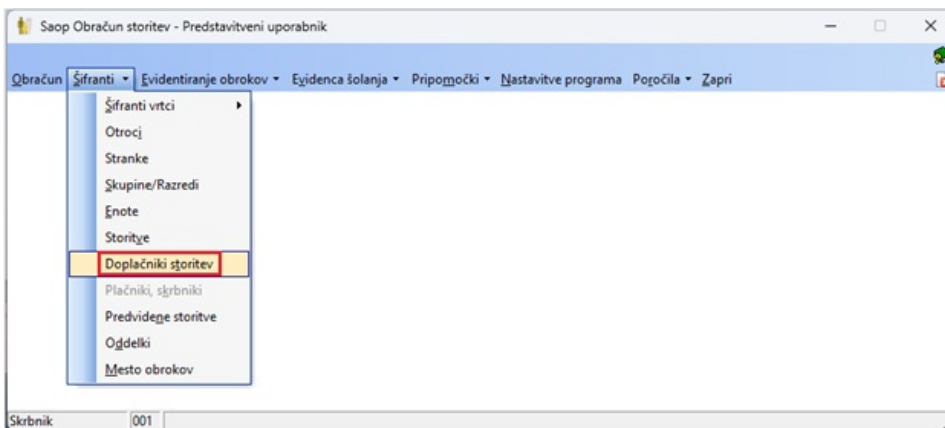 Saop Obračun storitev - Predstavitveni uporabnik
Obračun Šifranti Evidentiranje obrokov Evidenca šolanja Pripomočki Nastavitve programa Poročila Zapri
Šifranti vrtci
Otroci
Stranke
Skupine/Razredi
Enote
Storitve
Doplačniki storitev
Plačniki, skrbniki
Predvidene storitve
Oddelki
Mesto obrokov
Skrbnik 001